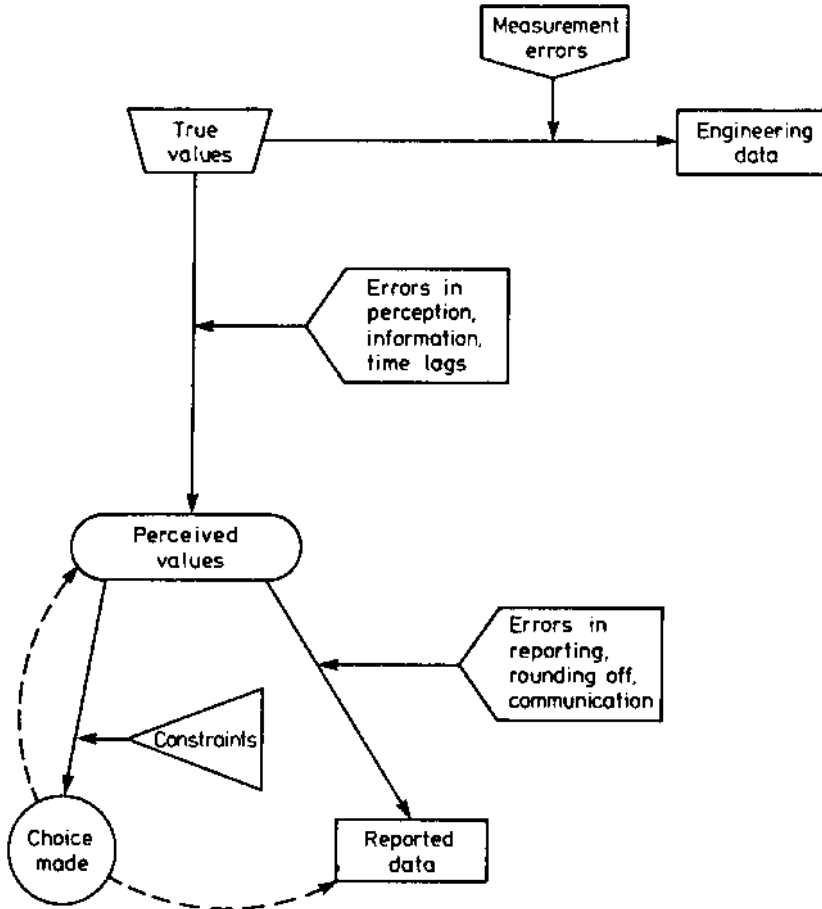 Measurement
errors
True
values
Engineering
data
Errors in
perception,
information,
time lags
Perceived
values
Errors in
reporting,
rounding off,
communication
Constraints
Choice
made
Reported
data